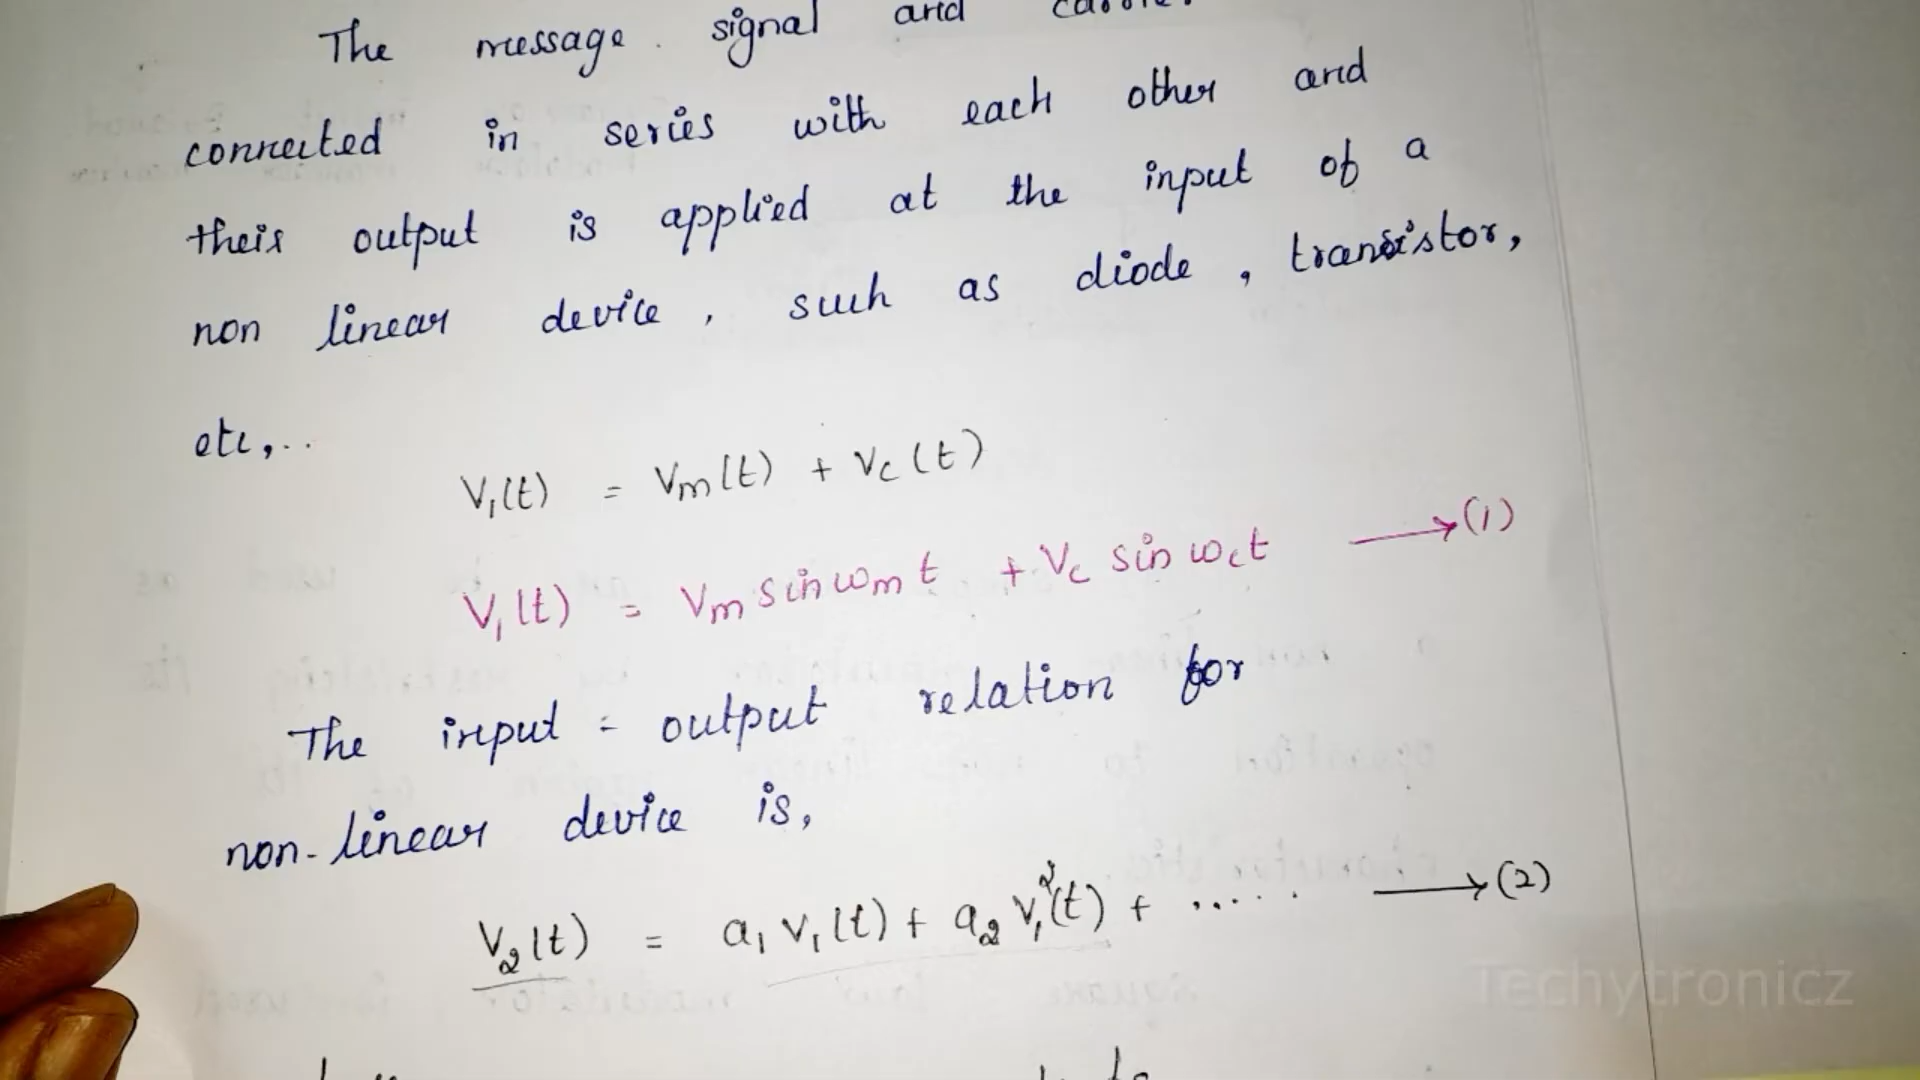 The message signal and
connected in series with each other and
their output is applied at the input of a
non linear device, such as diode, transistor,
etc,..
V₁(t) = Vm(t) + Vc(t)
V₁(t) = Vm sin ωm t + Vc sin ωc t ⟶(1)
The input - output relation for
non-linear device is,
V₂(t) = a₁ v₁(t) + a₂ v₁²(t) + ..... ⟶(2)
Techytronicz